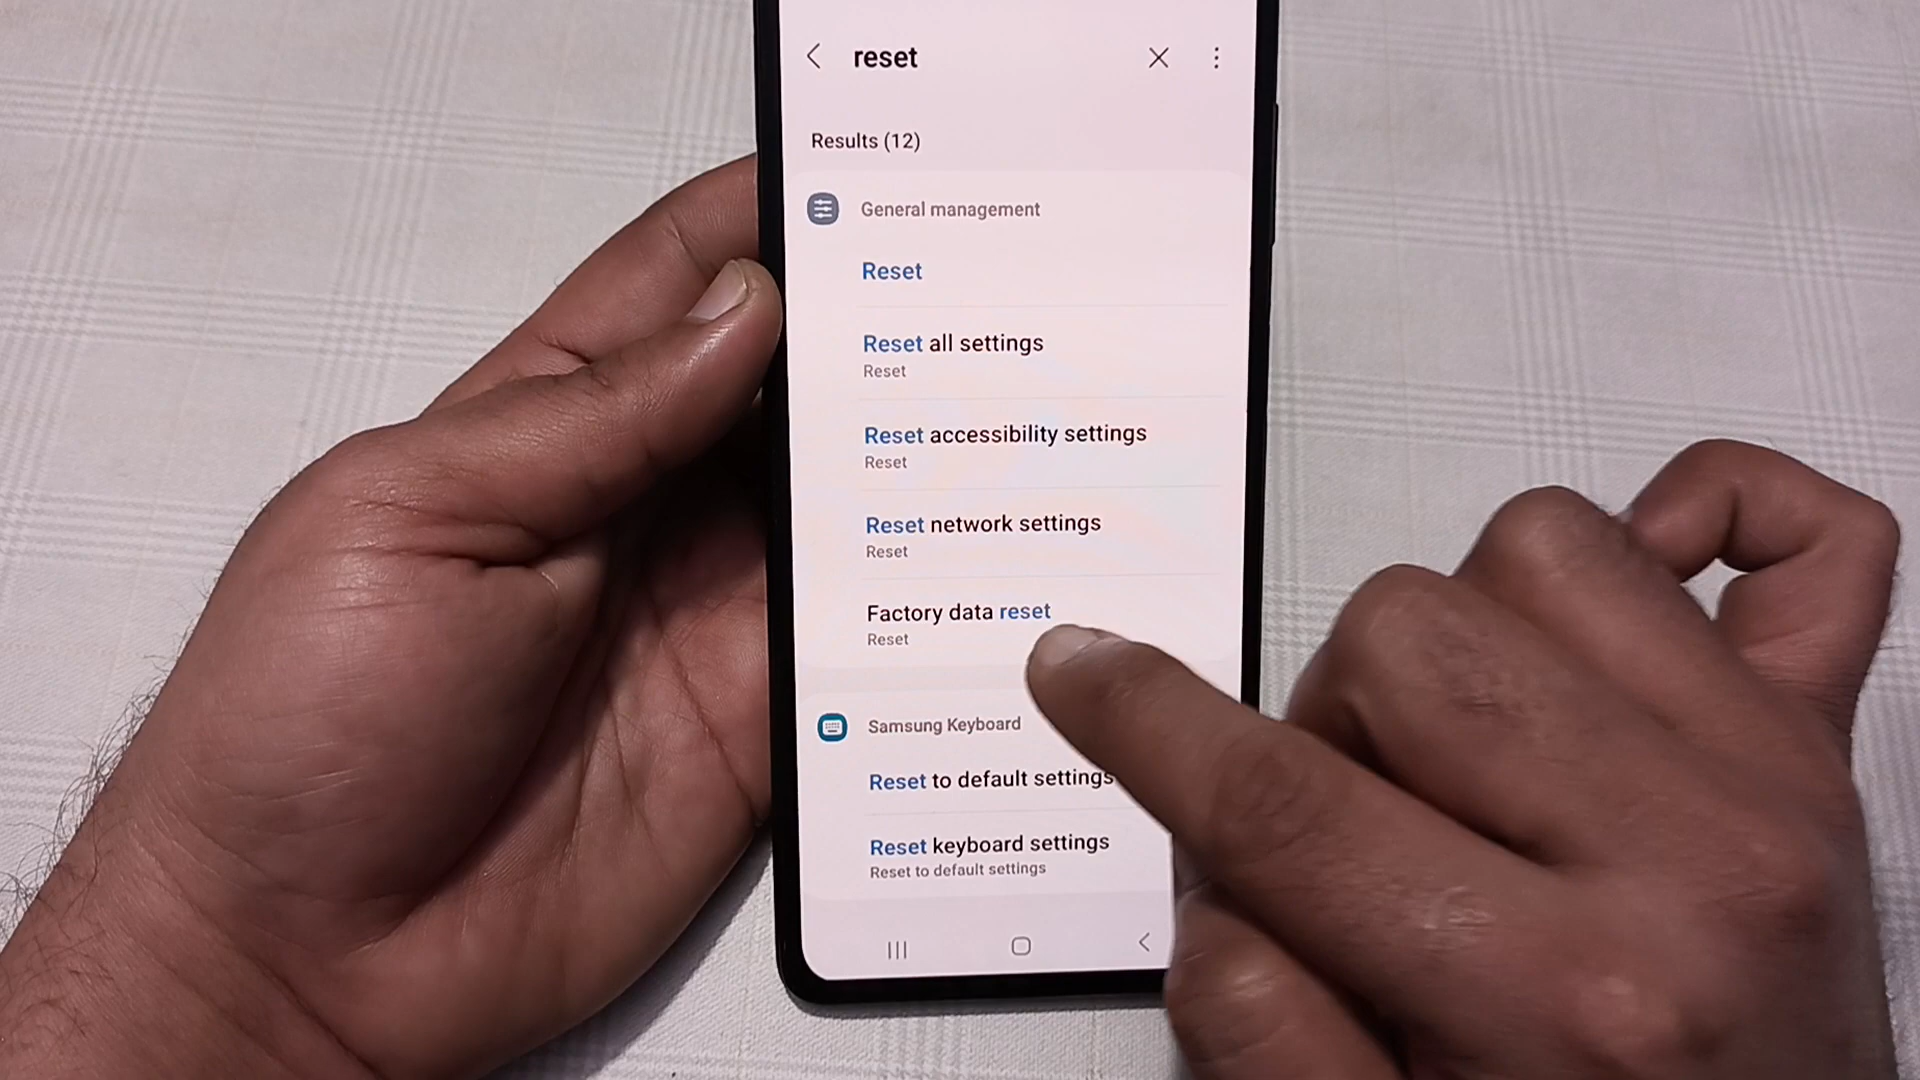 reset
Results (12)
General management
Reset
Reset all settings
Reset
Reset accessibility settings
Reset
Reset network settings
Reset
Factory data reset
Reset
Samsung Keyboard
Reset to default settings
Reset keyboard settings
Reset to default settings